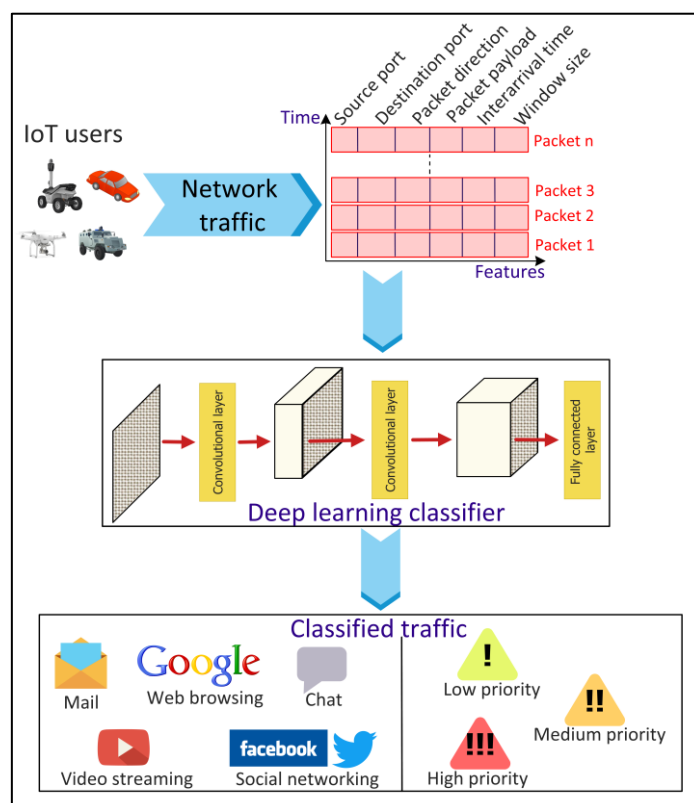 Source port
Destination port
Packet direction
Packet payload
Interarrival time
Window size
Time
IoT users
Network
traffic
Packet n
Packet 3
Packet 2
Packet 1
Features
Convolutional layer
Convolutional layer
Fully connected
layer
Deep learning classifier
Classified traffic
Mail
Google
Web browsing
Chat
!
Low priority
!!
Medium priority
Video streaming
facebook
Social networking
!!!
High priority